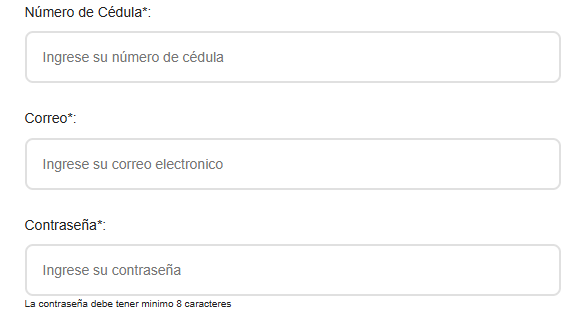 Número de Cédula*:
Ingrese su número de cédula
Correo*:
Ingrese su correo electronico
Contraseña*:
Ingrese su contraseña
La contraseña debe tener minimo 8 caracteres